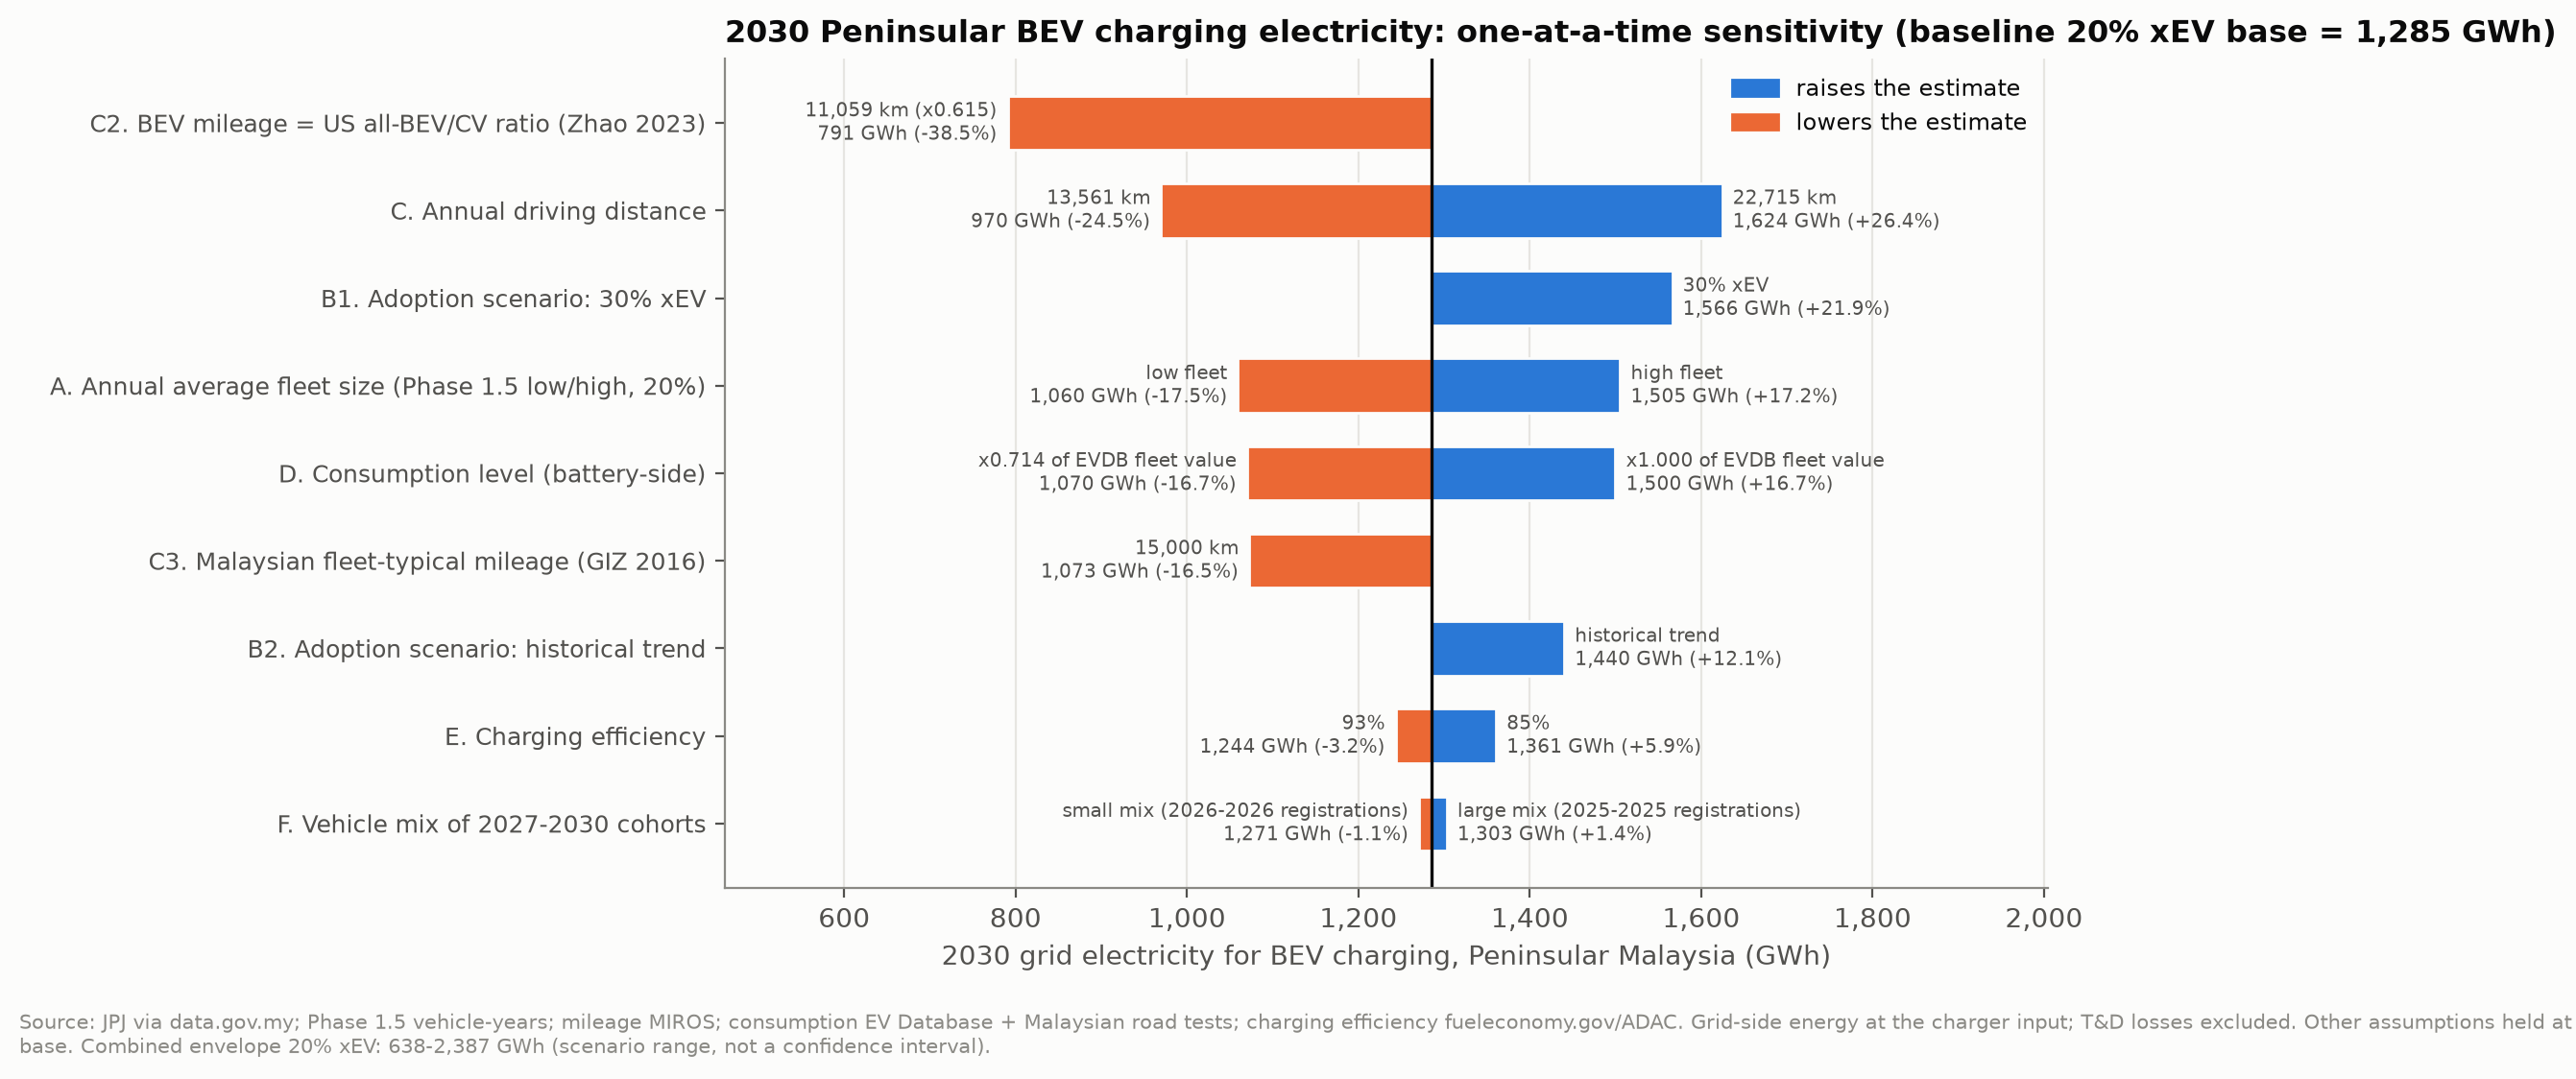 2030 Peninsular BEV charging electricity: one-at-a-time sensitivity (baseline 20% xEV base = 1,285 GWh)
raises the estimate
lowers the estimate
C2. BEV mileage = US all-BEV/CV ratio (Zhao 2023)
11,059 km (x0.615)
791 GWh (-38.5%)
C. Annual driving distance
13,561 km
970 GWh (-24.5%)
22,715 km
1,624 GWh (+26.4%)
B1. Adoption scenario: 30% xEV
30% xEV
1,566 GWh (+21.9%)
A. Annual average fleet size (Phase 1.5 low/high, 20%)
low fleet
1,060 GWh (-17.5%)
high fleet
1,505 GWh (+17.2%)
D. Consumption level (battery-side)
x0.714 of EVDB fleet value
1,070 GWh (-16.7%)
x1.000 of EVDB fleet value
1,500 GWh (+16.7%)
C3. Malaysian fleet-typical mileage (GIZ 2016)
15,000 km
1,073 GWh (-16.5%)
B2. Adoption scenario: historical trend
historical trend
1,440 GWh (+12.1%)
E. Charging efficiency
93%
1,244 GWh (-3.2%)
85%
1,361 GWh (+5.9%)
F. Vehicle mix of 2027-2030 cohorts
small mix (2026-2026 registrations)
1,271 GWh (-1.1%)
large mix (2025-2025 registrations)
1,303 GWh (+1.4%)
600 800 1,000 1,200 1,400 1,600 1,800 2,000
2030 grid electricity for BEV charging, Peninsular Malaysia (GWh)
Source: JPJ via data.gov.my; Phase 1.5 vehicle-years; mileage MIROS; consumption EV Database + Malaysian road tests; charging efficiency fueleconomy.gov/ADAC. Grid-side energy at the charger input; T&D losses excluded. Other assumptions held at
base. Combined envelope 20% xEV: 638-2,387 GWh (scenario range, not a confidence interval).